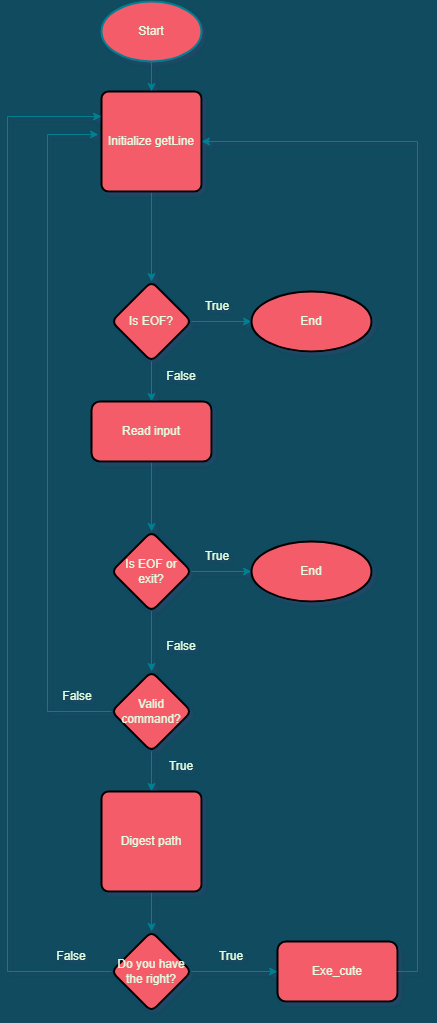 Start
Initialize getLine
Is EOF?
True
End
False
Read input
Is EOF or
exit?
True
End
False
Valid
command?
False
True
Digest path
Do you have
the right?
False
True
Exe_cute